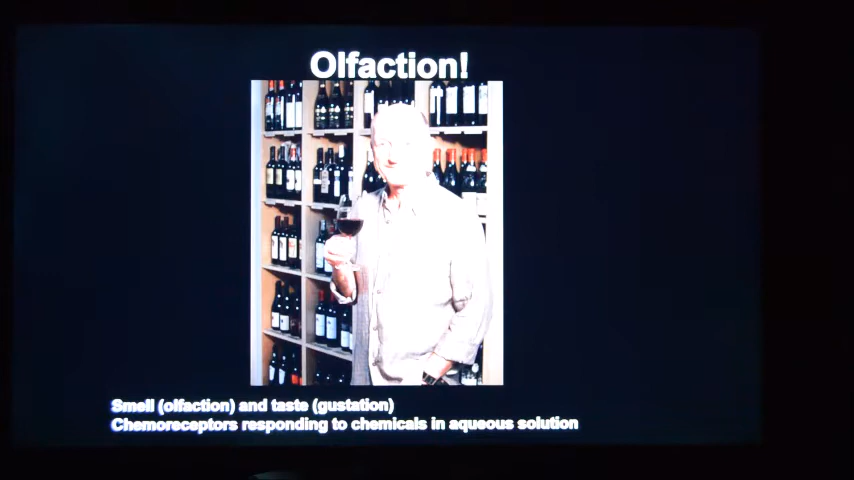 Olfaction!
Smell (olfaction) and taste (gustation)
Chemoreceptors responding to chemicals in aqueous solution